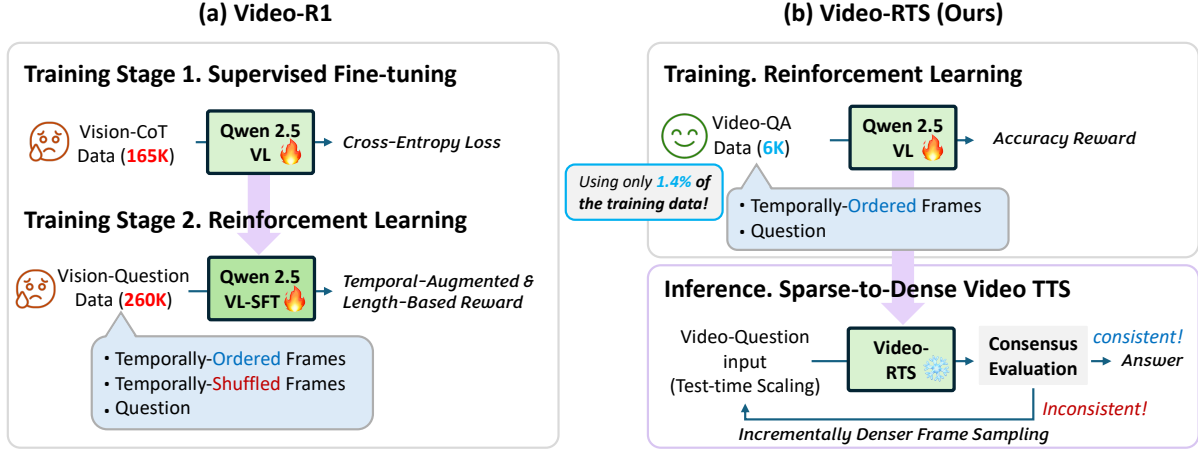 (a) Video-R1
Training Stage 1. Supervised Fine-tuning
Vision-CoT
Data (165K)
Qwen 2.5
VL
Cross-Entropy Loss
Training Stage 2. Reinforcement Learning
Vision-Question
Data (260K)
Qwen 2.5
VL-SFT
Temporal-Augmented &
Length-Based Reward
• Temporally-Ordered Frames
• Temporally-Shuffled Frames
• Question
(b) Video-RTS (Ours)
Training. Reinforcement Learning
Video-QA
Data (6K)
Qwen 2.5
VL
Accuracy Reward
Using only 1.4% of
the training data!
• Temporally-Ordered Frames
• Question
Inference. Sparse-to-Dense Video TTS
Video-Question
input
(Test-time Scaling)
Video-
RTS
Consensus
Evaluation
consistent!
Answer
Inconsistent!
Incrementally Denser Frame Sampling